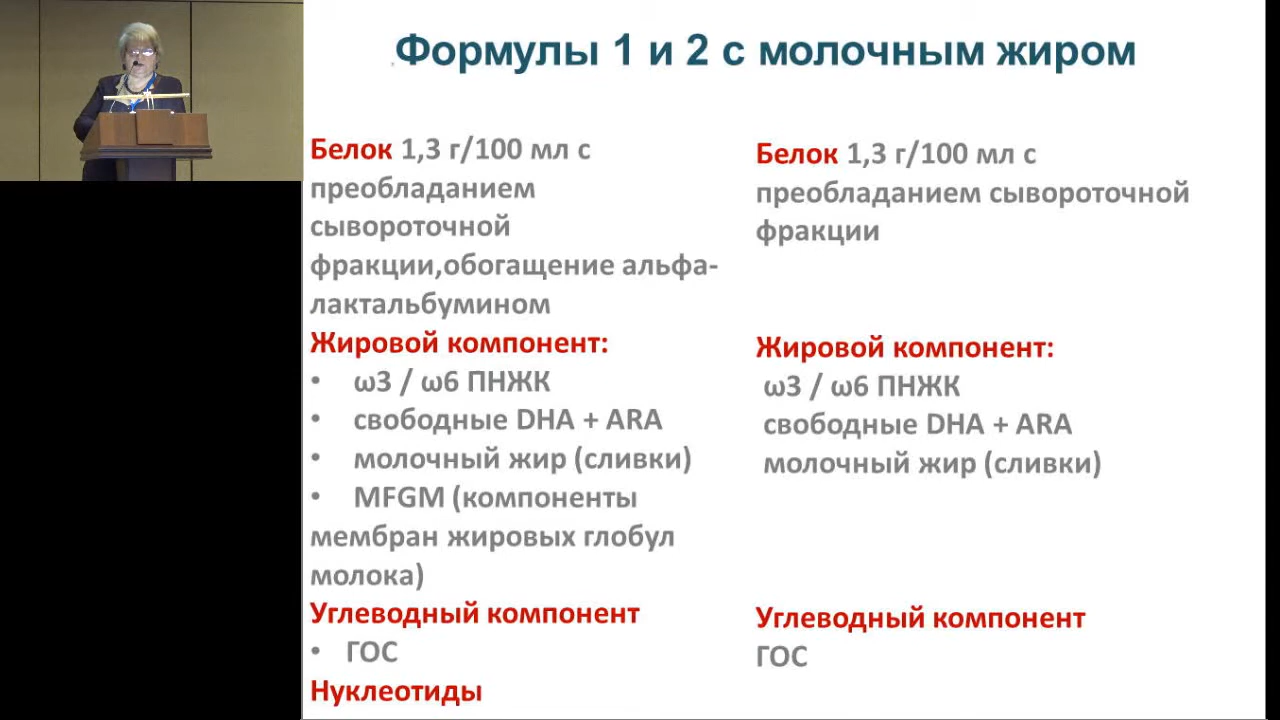 Формулы 1 и 2 с молочным жиром
Белок 1,3 г/100 мл с
преобладанием
сывороточной
фракции,обогащение альфа-
лактальбумином
Жировой компонент:
• ω3 / ω6 ПНЖК
• свободные DHA + ARA
• молочный жир (сливки)
• MFGM (компоненты
мембран жировых глобул
молока)
Углеводный компонент
• ГОС
Нуклеотиды
Белок 1,3 г/100 мл с
преобладанием сывороточной
фракции
Жировой компонент:
ω3 / ω6 ПНЖК
свободные DHA + ARA
молочный жир (сливки)
Углеводный компонент
ГОС